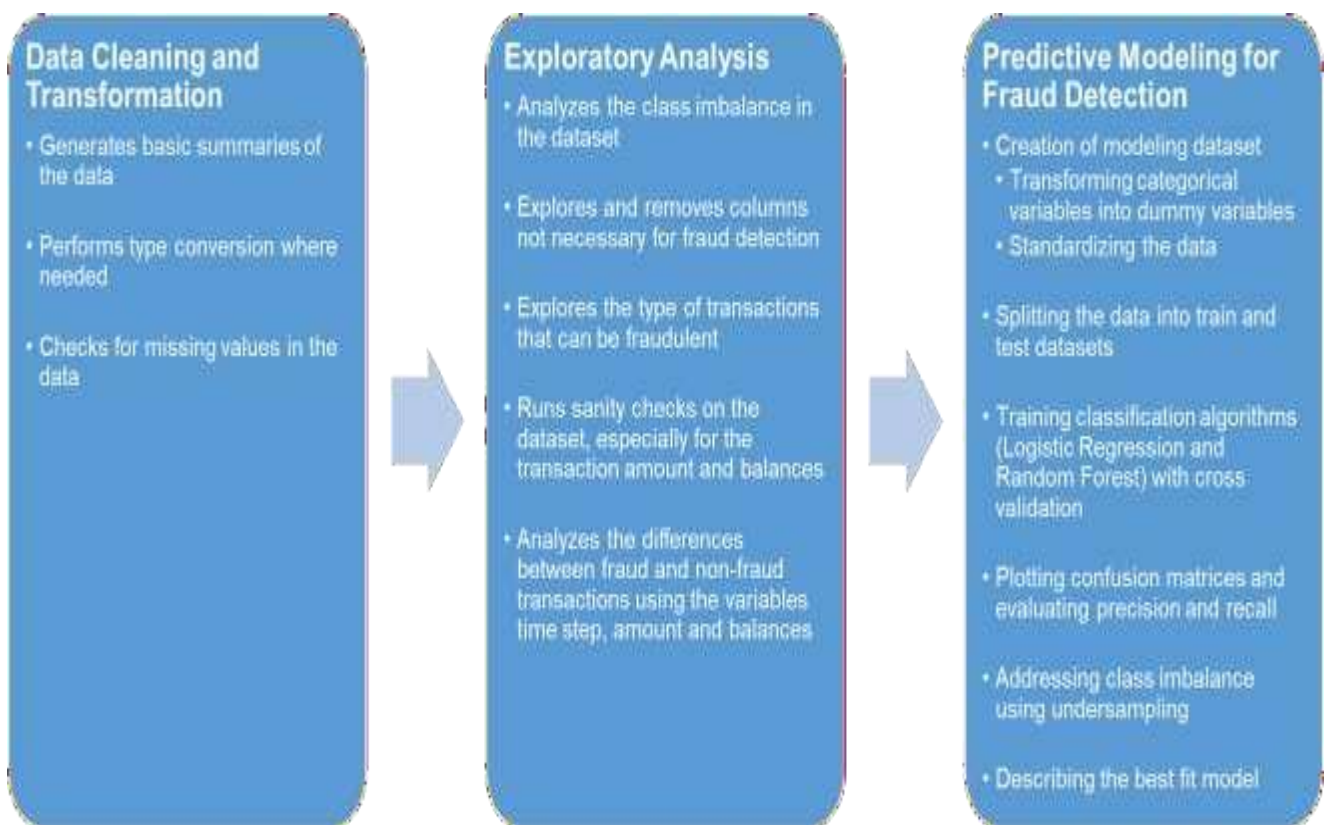 Data Cleaning and
Transformation
• Generates basic summaries of
the data
• Performs type conversion where
needed
• Checks for missing values in the
data
Exploratory Analysis
• Analyzes the class imbalance in
the dataset
• Explores and removes columns
not necessary for fraud detection
• Explores the type of transactions
that can be fraudulent
• Runs sanity checks on the
dataset, especially for the
transaction amount and balances
• Analyzes the differences
between fraud and non-fraud
transactions using the variables
time step, amount and balances
Predictive Modeling for
Fraud Detection
• Creation of modeling dataset
• Transforming categorical
variables into dummy variables
• Standardizing the data
• Splitting the data into train and
test datasets
• Training classification algorithms
(Logistic Regression and
Random Forest) with cross
validation
• Plotting confusion matrices and
evaluating precision and recall
• Addressing class imbalance
using undersampling
• Describing the best fit model